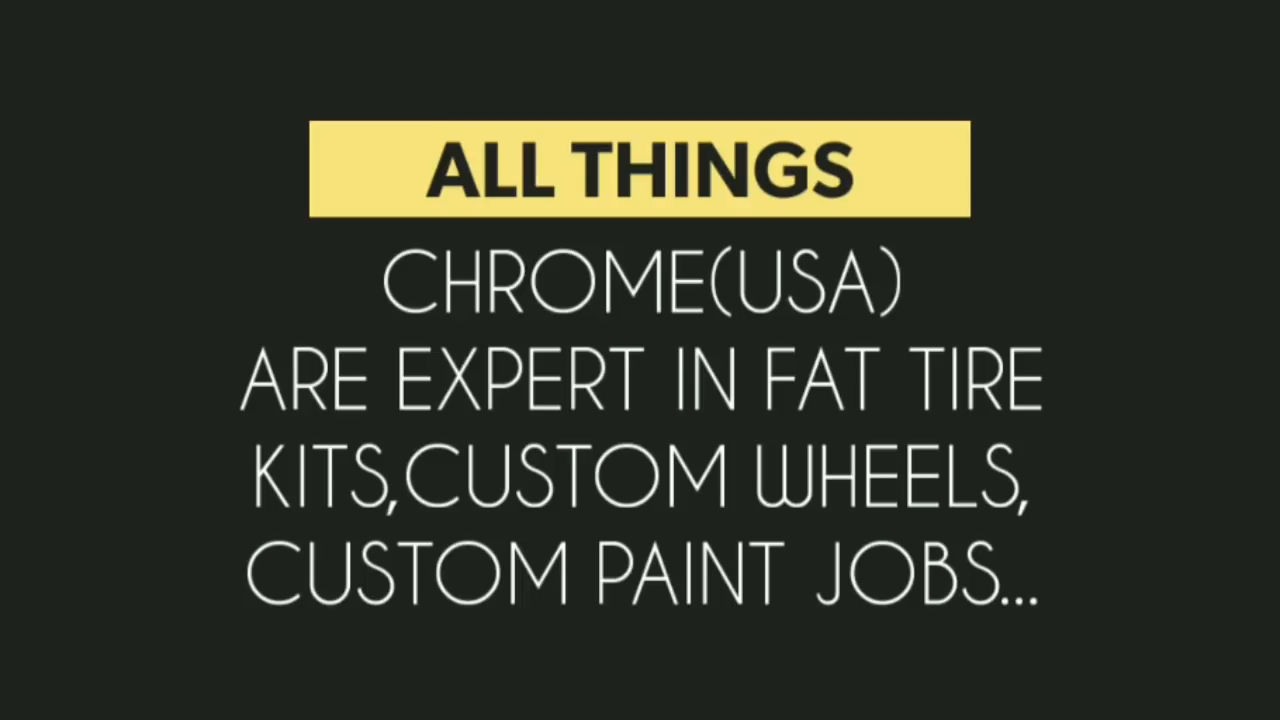 ALL THINGS
CHROME(USA)
ARE EXPERT IN FAT TIRE
KITS,CUSTOM WHEELS,
CUSTOM PAINT JOBS...